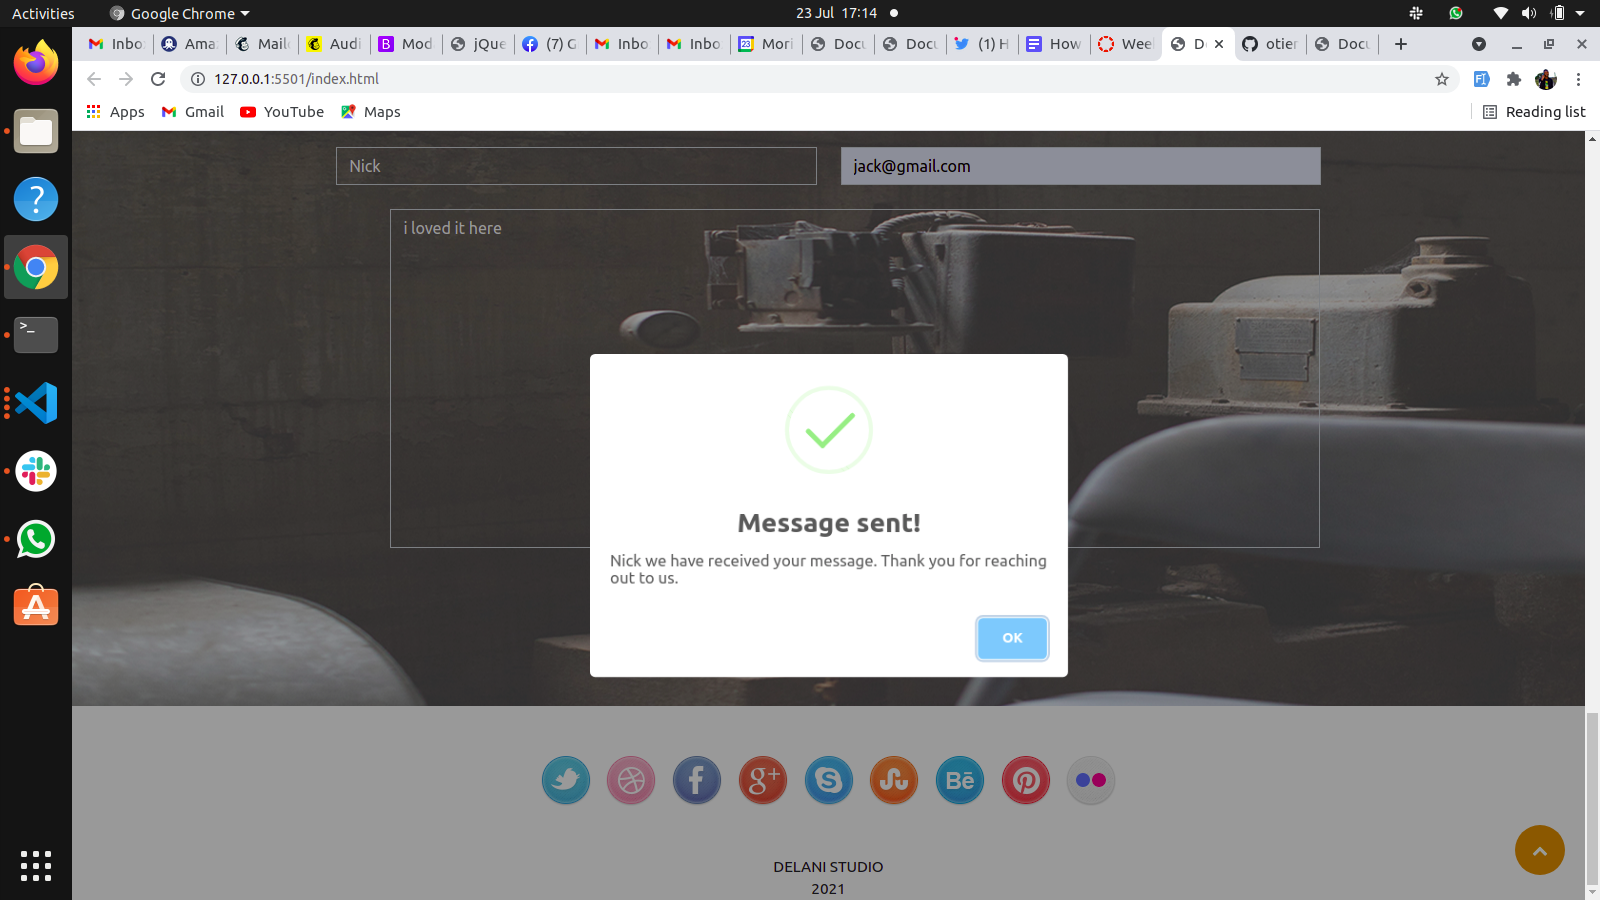 Activities
Google Chrome
23 Jul 17:14
Inbo
Ama
Mail
Audi
Mod
jQue
(7) G
Inbo
Inbo
23
Mori
Docu
Docu
(1) H
How
Wee
D
otier
Docu
127.0.0.1:5501/index.html
Apps
Gmail
YouTube
Maps
Reading list
Nick
jack@gmail.com
i loved it here
Message sent!
Nick we have received your message. Thank you for reaching
out to us.
OK
DELANI STUDIO
2021